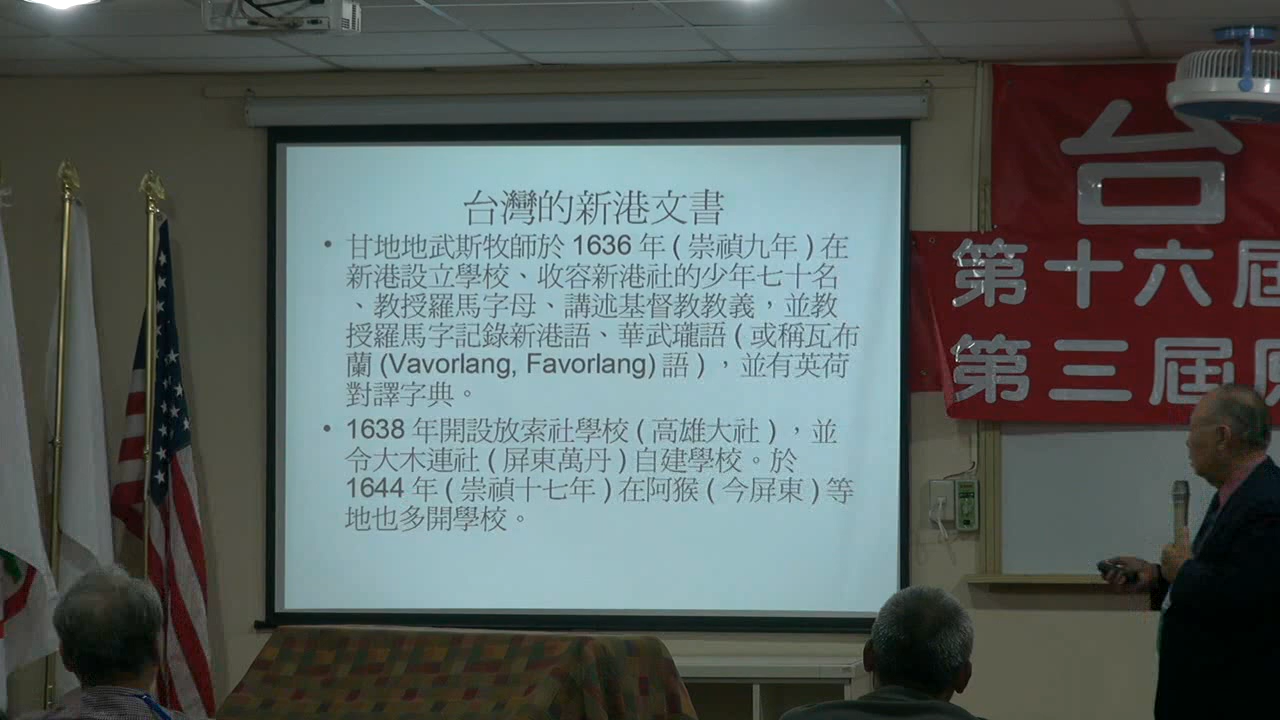 台灣的新港文書
• 甘地地武斯牧師於 1636 年 ( 崇禎九年 ) 在
新港設立學校、收容新港社的少年七十名
、教授羅馬字母、講述基督教教義，並教
授羅馬字記錄新港語、華武瓏語 ( 或稱瓦布
蘭 (Vavorlang, Favorlang) 語 ) ，並有英荷
對譯字典。
• 1638 年開設放索社學校 ( 高雄大社 ) ，並
令大木連社 ( 屏東萬丹 ) 自建學校。於
1644 年 ( 崇禎十七年 ) 在阿猴 ( 今屏東 ) 等
地也多開學校。
台
第十六屆
第三屆